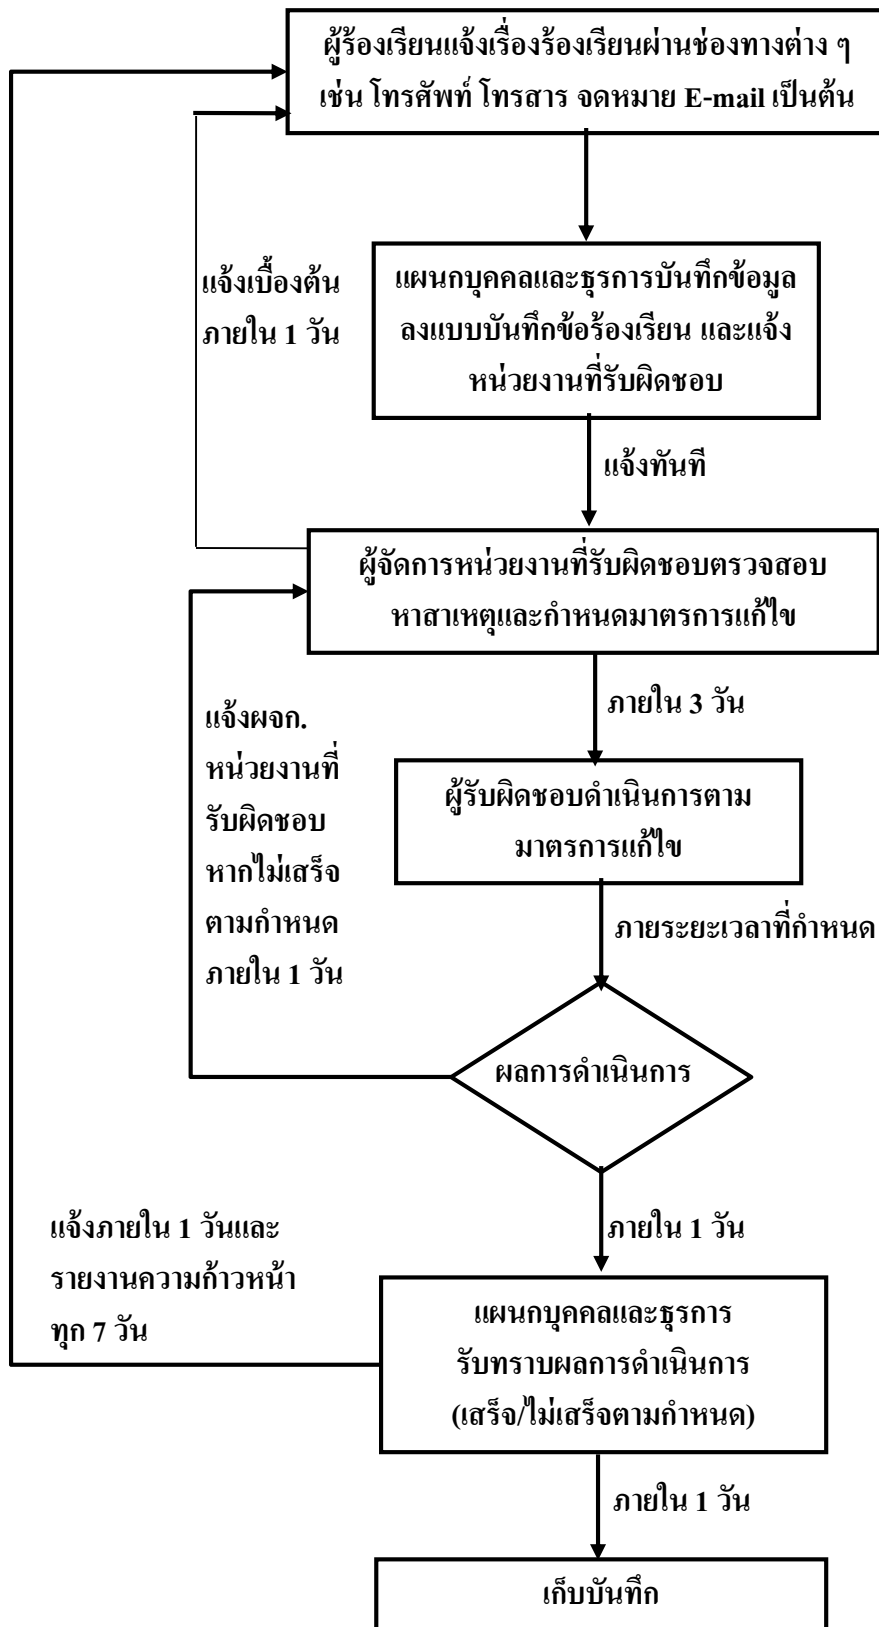 ผู้ร้องเรียนแจ้งเรื่องร้องเรียนผ่านช่องทางต่าง ๆ
เช่น โทรศัพท์ โทรสาร จดหมาย E-mail เป็นต้น
แจ้งเบื้องต้น
ภายใน 1 วัน
แผนกบุคคลและธุรการบันทึกข้อมูล
ลงแบบบันทึกข้อร้องเรียน และแจ้ง
หน่วยงานที่รับผิดชอบ
แจ้งทันที
ผู้จัดการหน่วยงานที่รับผิดชอบตรวจสอบ
หาสาเหตุและกำหนดมาตรการแก้ไข
ภายใน 3 วัน
แจ้งผจก.
หน่วยงานที่
รับผิดชอบ
หากไม่เสร็จ
ตามกำหนด
ภายใน 1 วัน
ผู้รับผิดชอบดำเนินการตาม
มาตรการแก้ไข
ภายระยะเวลาที่กำหนด
ผลการดำเนินการ
แจ้งภายใน 1 วันและ
รายงานความก้าวหน้า
ทุก 7 วัน
ภายใน 1 วัน
แผนกบุคคลและธุรการ
รับทราบผลการดำเนินการ
(เสร็จ/ไม่เสร็จตามกำหนด)
ภายใน 1 วัน
เก็บบันทึก